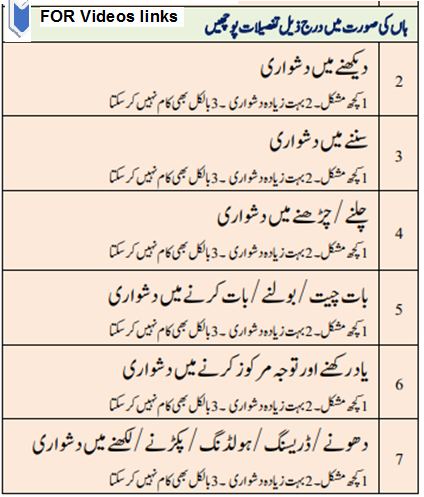 FOR Videos links
ہاں کی صورت میں درج ذیل تفصیلات پوچھیں
2
دیکھنے میں دشواری
1 کچھ مشکل۔ 2 بہت زیادہ دشواری ۔ 3 بالکل بھی کام نہیں کر سکتا
3
سننے میں دشواری
1 کچھ مشکل۔ 2 بہت زیادہ دشواری ۔ 3 بالکل بھی کام نہیں کر سکتا
4
چلنے / چڑھنے میں دشواری
1 کچھ مشکل۔ 2 بہت زیادہ دشواری ۔ 3 بالکل بھی کام نہیں کر سکتا
5
بات چیت / بولنے / بات کرنے میں دشواری
1 کچھ مشکل۔ 2 بہت زیادہ دشواری ۔ 3 بالکل بھی کام نہیں کر سکتا
6
یاد رکھنے اور توجہ مرکوز کرنے میں دشواری
1 کچھ مشکل۔ 2 بہت زیادہ دشواری ۔ 3 بالکل بھی کام نہیں کر سکتا
7
دھونے / ڈریسنگ / ہولڈنگ / پکڑنے / لکھنے میں دشواری
1 کچھ مشکل۔ 2 بہت زیادہ دشواری ۔ 3 بالکل بھی کام نہیں کر سکتا